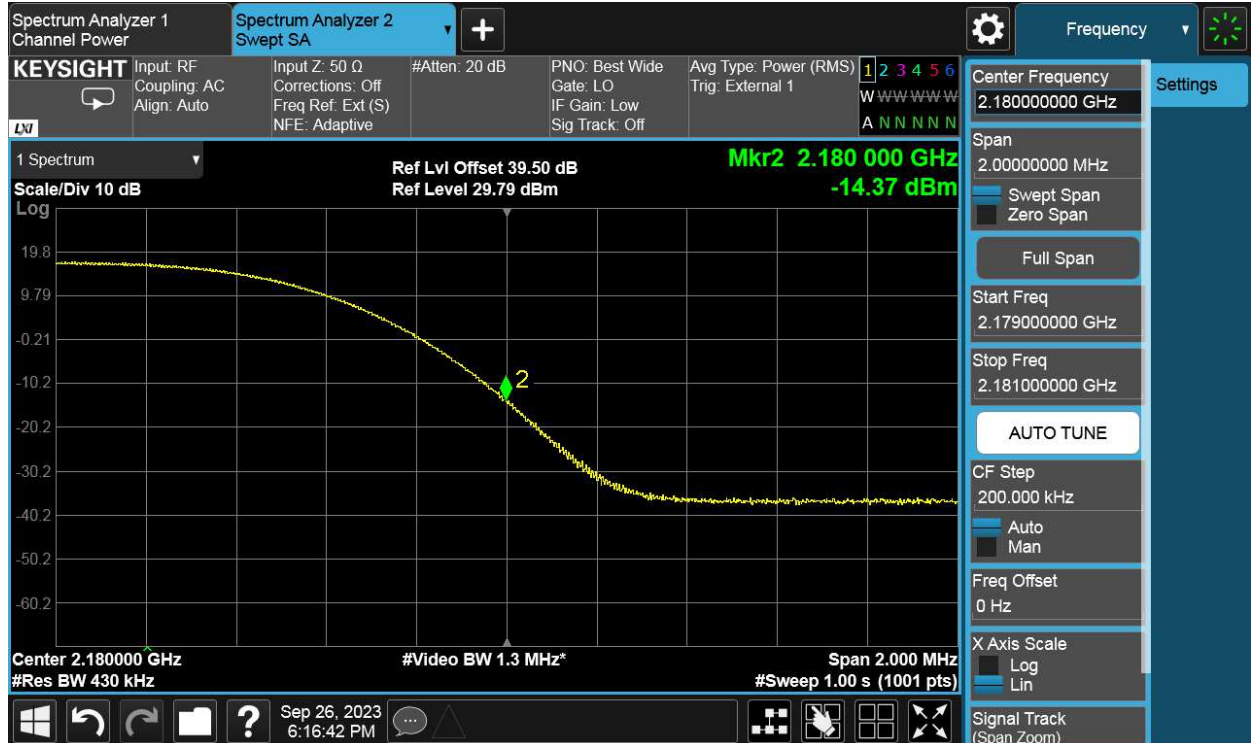 Spectrum Analyzer 1
Channel Power
Spectrum Analyzer 2
Swept SA
+
Frequency
KEYSIGHT
LXI
Input: RF
Coupling: AC
Align: Auto
Input Z: 50 Ω
Corrections: Off
Freq Ref: Ext (S)
NFE: Adaptive
#Atten: 20 dB
PNO: Best Wide
Gate: LO
IF Gain: Low
Sig Track: Off
Avg Type: Power (RMS)
Trig: External 1
1 2 3 4 5 6
W W W W W W
A N N N N N
1 Spectrum
Scale/Div 10 dB
Log
Ref Lvl Offset 39.50 dB
Ref Level 29.79 dBm
Mkr2 2.180 000 GHz
-14.37 dBm
19.8
9.79
-0.21
-10.2
-20.2
-30.2
-40.2
-50.2
-60.2
2
Center 2.180000 GHz
#Res BW 430 kHz
#Video BW 1.3 MHz*
Span 2.000 MHz
#Sweep 1.00 s (1001 pts)
Center Frequency
2.180000000 GHz
Span
2.00000000 MHz
Swept Span
Zero Span
Full Span
Start Freq
2.179000000 GHz
Stop Freq
2.181000000 GHz
AUTO TUNE
CF Step
200.000 kHz
Auto
Man
Freq Offset
0 Hz
X Axis Scale
Log
Lin
Signal Track
(Span Zoom)
Settings
?
Sep 26, 2023
6:16:42 PM